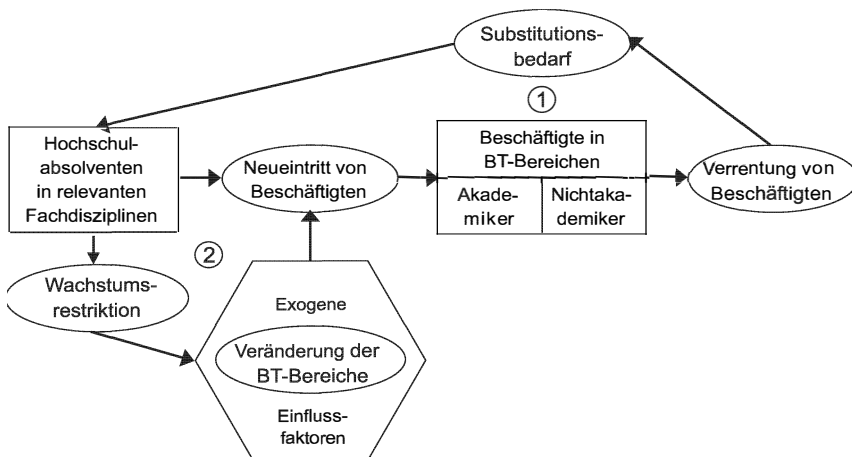 Substitutions-
bedarf
①
Hochschul-
absolventen
in relevanten
Fachdisziplinen
Neueintritt von
Beschäftigten
Beschäftigte in
BT-Bereichen
Akade-
miker
Nichtaka-
demiker
Verrentung von
Beschäftigten
②
Wachstums-
restriktion
Exogene
Veränderung der
BT-Bereiche
Einfluss-
faktoren